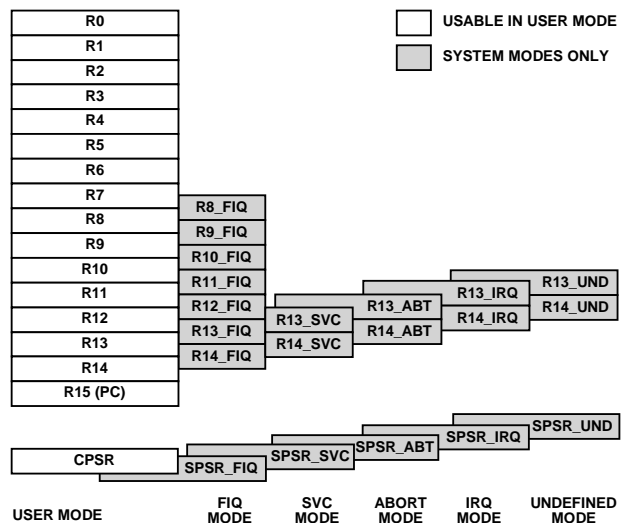 R0
R1
R2
R3
R4
R5
R6
R7
R8
R9
R10
R11
R12
R13
R14
R15 (PC)
CPSR
USER MODE
R8_FIQ
R9_FIQ
R10_FIQ
R11_FIQ
R12_FIQ
R13_FIQ
R14_FIQ
SPSR_FIQ
FIQ
MODE
R13_SVC
R14_SVC
SPSR_SVC
SVC
MODE
R13_ABT
R14_ABT
SPSR_ABT
ABORT
MODE
R13_IRQ
R14_IRQ
SPSR_IRQ
IRQ
MODE
R13_UND
R14_UND
SPSR_UND
UNDEFINED
MODE
USABLE IN USER MODE
SYSTEM MODES ONLY